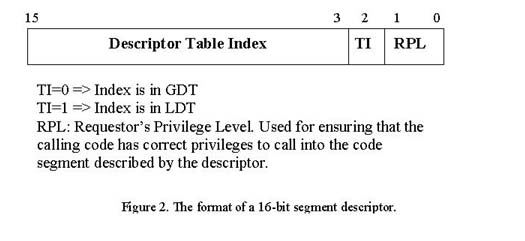 15 3 2 1 0
Descriptor Table Index TI RPL
TI=0 => Index is in GDT
TI=1 => Index is in LDT
RPL: Requestor's Privilege Level. Used for ensuring that the
calling code has correct privileges to call into the code
segment described by the descriptor.
Figure 2. The format of a 16-bit segment descriptor.